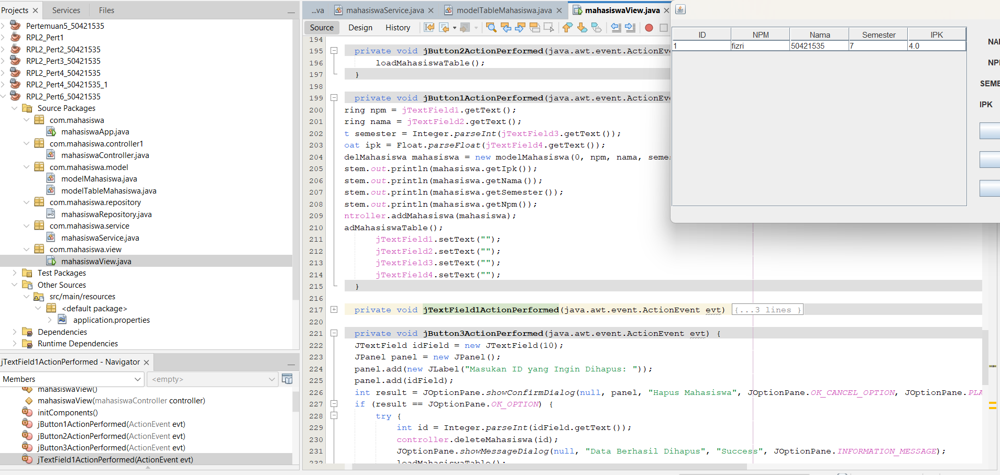 Projects
Services
Files
Pertemuan5_50421535
RPL2_Pert1
RPL2_Pert2_50421535
RPL2_Pert3_50421535
RPL2_Pert4_50421535
RPL2_Pert4_50421535_1
RPL2_Pert6_50421535
Source Packages
com.mahasiswa
mahasiswaApp.java
com.mahasiswa.controller1
mahasiswaController.java
com.mahasiswa.model
modelMahasiswa.java
modelTableMahasiswa.java
com.mahasiswa.repository
mahasiswaRepository.java
com.mahasiswa.service
mahasiswaService.java
com.mahasiswa.view
mahasiswaView.java
Test Packages
Other Sources
src/main/resources
<default package>
application.properties
Dependencies
Runtime Dependencies
jTextField1ActionPerformed - Navigator
Members
<empty>
mahasiswaView()
mahasiswaView(mahasiswaController controller)
initComponents()
jButton1ActionPerformed(ActionEvent evt)
jButton2ActionPerformed(ActionEvent evt)
jButton3ActionPerformed(ActionEvent evt)
jTextField1ActionPerformed(ActionEvent evt)
...va
mahasiswaService.java
modelTableMahasiswa.java
mahasiswaView.java
Source
Design
History
194
195 private void jButton2ActionPerformed(java.awt.event.ActionEve
196 loadMahasiswaTable();
197 }
198
199 private void jButton1ActionPerformed(java.awt.event.ActionEve
200 ring npm = jTextField1.getText();
201 ring nama = jTextField2.getText();
202 t semester = Integer.parseInt(jTextField3.getText());
203 oat ipk = Float.parseFloat(jTextField4.getText());
204 delMahasiswa mahasiswa = new modelMahasiswa(0, npm, nama, semes
205 stem.out.println(mahasiswa.getIpk());
206 stem.out.println(mahasiswa.getNama());
207 stem.out.println(mahasiswa.getSemester());
208 stem.out.println(mahasiswa.getNpm());
209 ntroller.addMahasiswa(mahasiswa);
210 adMahasiswaTable();
211 jTextField1.setText("");
212 jTextField2.setText("");
213 jTextField3.setText("");
214 jTextField4.setText("");
215 }
216
217 private void jTextField1ActionPerformed(java.awt.event.ActionEvent evt) {...3 lines }
220
221 private void jButton3ActionPerformed(java.awt.event.ActionEvent evt) {
222 JTextField idField = new JTextField(10);
223 JPanel panel = new JPanel();
224 panel.add(new JLabel("Masukan ID yang Ingin Dihapus: "));
225 panel.add(idField);
226 int result = JOptionPane.showConfirmDialog(null, panel, "Hapus Mahasiswa", JOptionPane.OK_CANCEL_OPTION, JOptionPane.PLA
227 if (result == JOptionPane.OK_OPTION) {
228 try {
229 int id = Integer.parseInt(idField.getText());
230 controller.deleteMahasiswa(id);
231 JOptionPane.showMessageDialog(null, "Data Berhasil Dihapus", "Success", JOptionPane.INFORMATION_MESSAGE);
232 loadMahasiswaTable();
ID NPM Nama Semester IPK
1 fizri 50421535 7 4.0
NAM
NPM
SEME
IPK